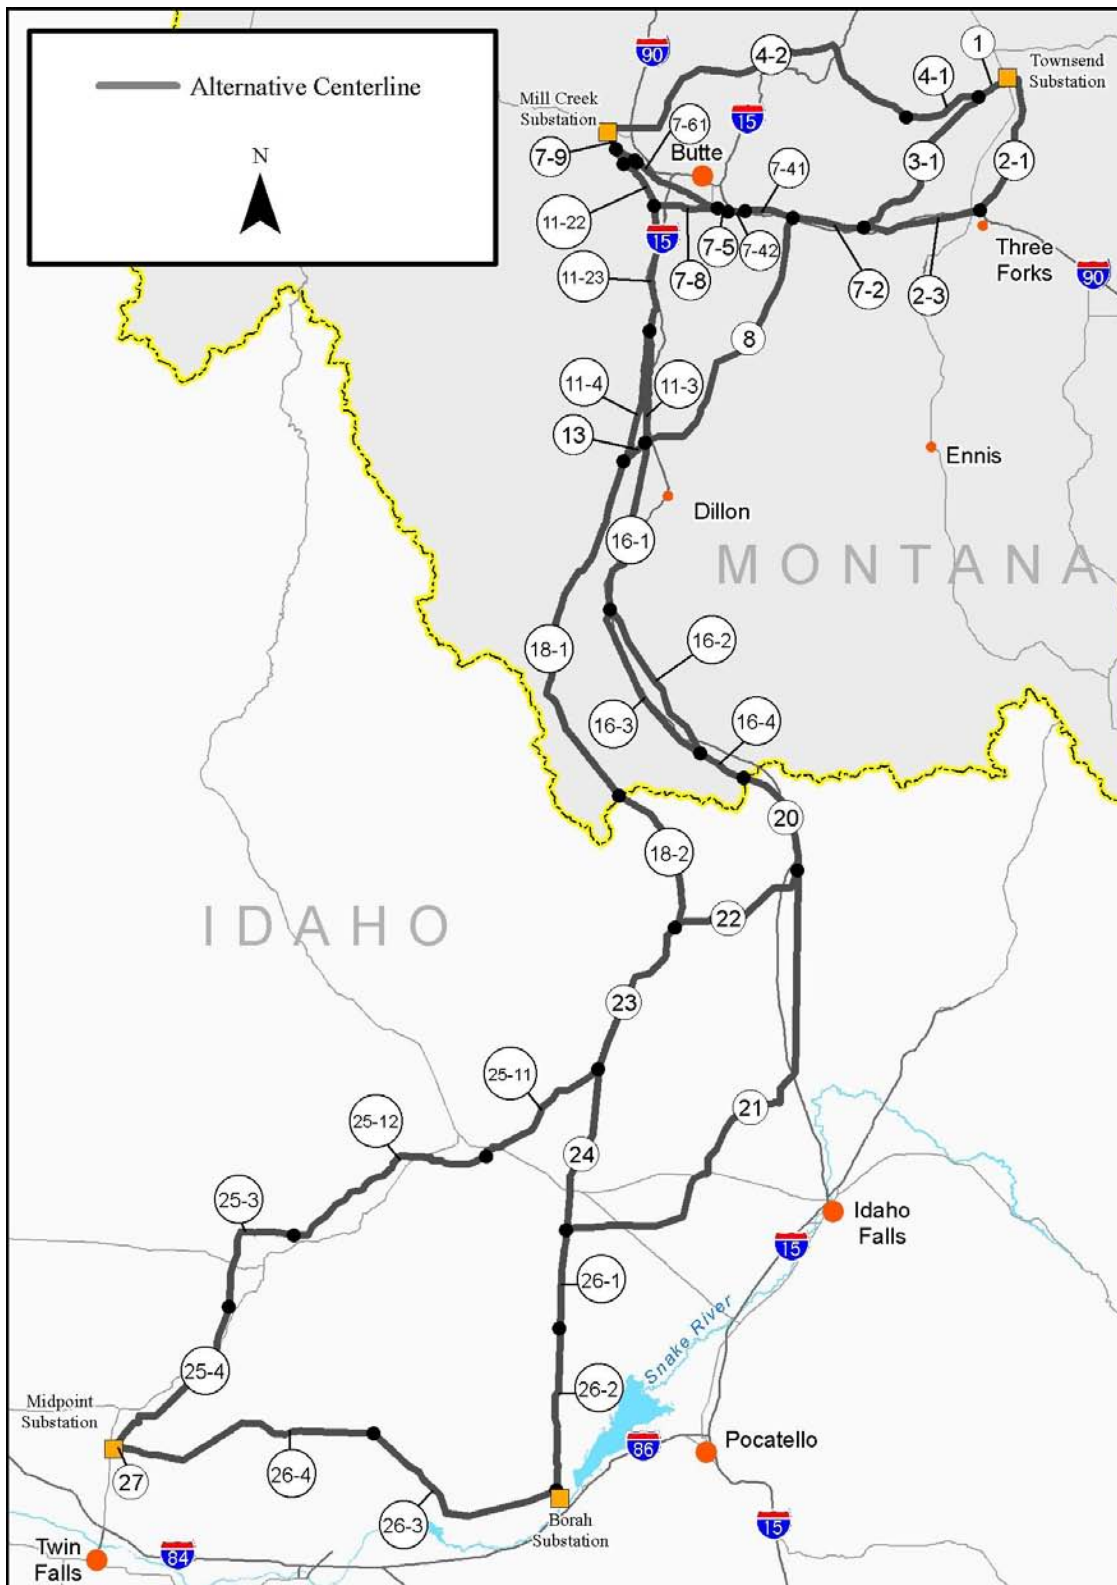 Alternative Centerline
N
90
4-2
1
Townsend
Substation
4-1
Mill Creek
Substation
15
7-61
Butte
7-9
7-41
3-1
2-1
11-22
15
7-5
7-42
Three
Forks
11-23
7-8
7-2
2-3
90
8
11-4
11-3
13
Ennis
Dillon
16-1
MONTANA
18-1
16-2
16-3
16-4
20
18-2
IDAHO
22
23
25-11
21
25-12
24
25-3
Idaho
Falls
15
26-1
Snake River
25-4
26-2
Midpoint
Substation
86
Pocatello
27
26-4
26-3
Borah
Substation
15
Twin
Falls
84